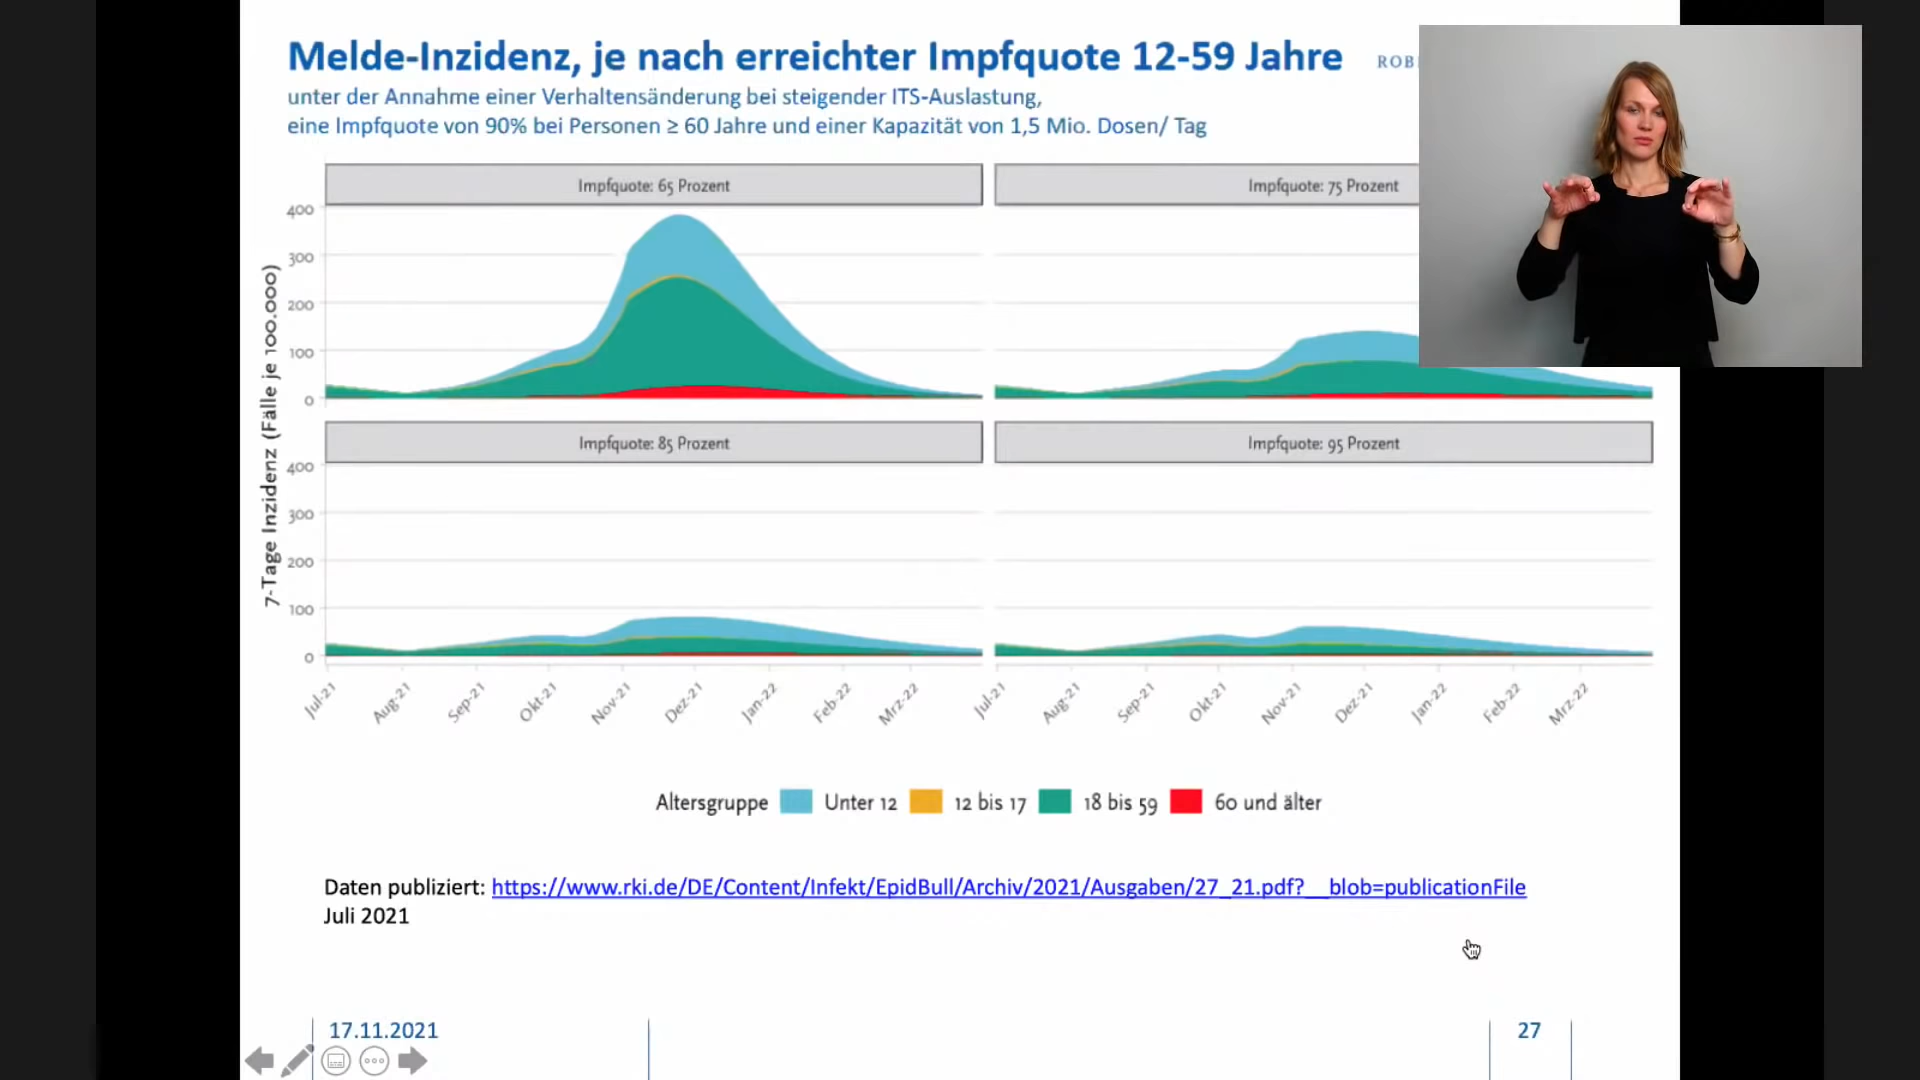 Melde-Inzidenz, je nach erreichter Impfquote 12-59 Jahre
unter der Annahme einer Verhaltensänderung bei steigender ITS-Auslastung,
eine Impfquote von 90% bei Personen ≥ 60 Jahre und einer Kapazität von 1,5 Mio. Dosen/ Tag
7-Tage Inzidenz (Fälle je 100.000)
Impfquote: 65 Prozent
400
300
200
100
0
Impfquote: 75 Prozent
Impfquote: 85 Prozent
400
300
200
100
0
Impfquote: 95 Prozent
Jul-21 Aug-21 Sep-21 Okt-21 Nov-21 Dez-21 Jan-22 Feb-22 Mrz-22
Jul-21 Aug-21 Sep-21 Okt-21 Nov-21 Dez-21 Jan-22 Feb-22 Mrz-22
Altersgruppe Unter 12 12 bis 17 18 bis 59 60 und älter
Daten publiziert: https://www.rki.de/DE/Content/Infekt/EpidBull/Archiv/2021/Ausgaben/27_21.pdf?__blob=publicationFile
Juli 2021
17.11.2021
27